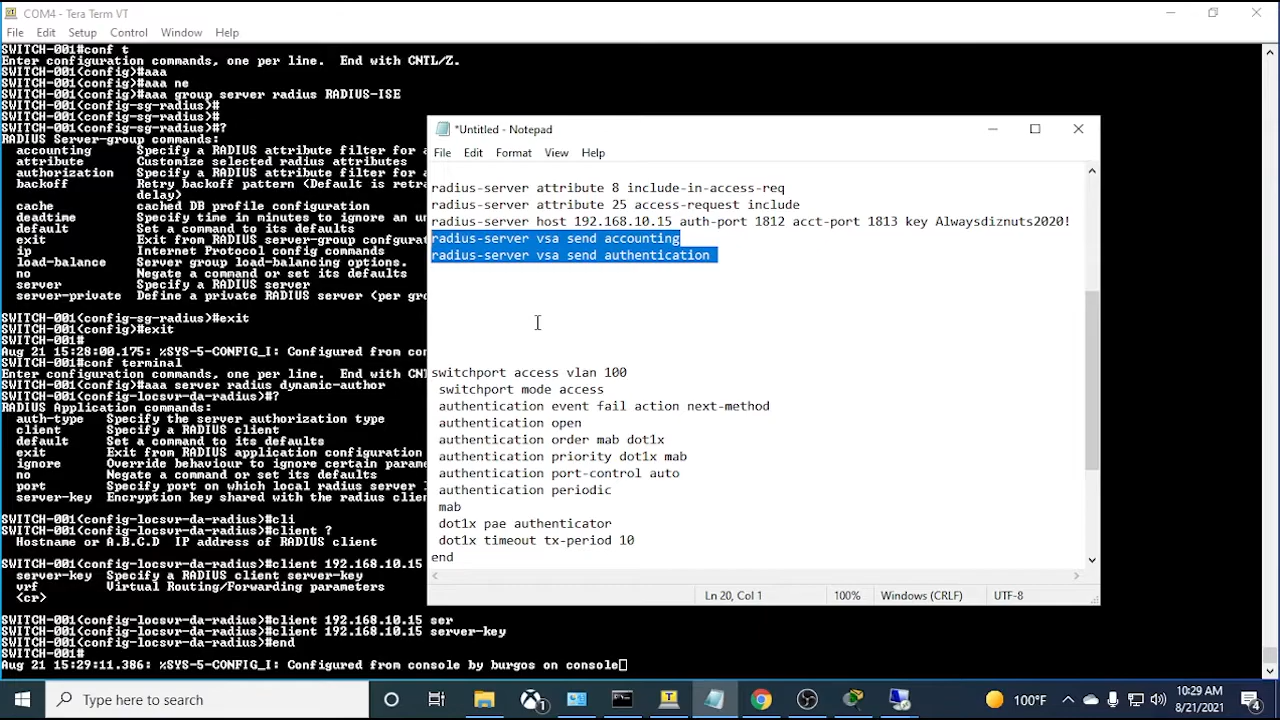 COM4 - Tera Term VT
File Edit Setup Control Window Help
SWITCH-001#conf t
Enter configuration commands, one per line. End with CNTL/Z.
SWITCH-001(config)#aaa
SWITCH-001(config)#aaa ne
SWITCH-001(config)#aaa group server radius RADIUS-ISE
SWITCH-001(config-sg-radius)#
SWITCH-001(config-sg-radius)#
SWITCH-001(config-sg-radius)#?
RADIUS Server-group commands:
accounting Specify a RADIUS attribute filter for a
attribute Customize selected radius attributes
authorization Specify a RADIUS attribute filter for a
backoff Retry backoff pattern (Default is retra
delay)
cache cached DB profile configuration
deadtime Specify time in minutes to ignore an un
default Set a command to its defaults
exit Exit from RADIUS server-group confgurat
ip Internet Protocol config commands
load-balance Server group load-balancing options.
no Negate a command or set its defaults
server Specify a RADIUS server
server-private Define a private RADIUS server (per gro
SWITCH-001(config-sg-radius)#exit
SWITCH-001(config)#exit
SWITCH-001#
Aug 21 15:28:00.175: %SYS-5-CONFIG_I: Configured from con
SWITCH-001#conf terminal
Enter configuration commands, one per line. End with CNT
SWITCH-001(config)#aaa server radius dynamic-author
SWITCH-001(config-locsvr-da-radius)#?
RADIUS Application commands:
auth-type Specify the server authorization type
client Specify a RADIUS client
default Set a command to its defaults
exit Exit from RADIUS application configuration
ignore Override behaviour to ignore certain parame
no Negate a command or set its defaults
port Specify port on which local radius server l
server-key Encryption key shared with the radius clien
SWITCH-001(config-locsvr-da-radius)#cli
SWITCH-001(config-locsvr-da-radius)#client ?
Hostname or A.B.C.D IP address of RADIUS client
SWITCH-001(config-locsvr-da-radius)#client 192.168.10.15
server-key Specify a RADIUS client server-key
vrf Virtual Routing/Forwarding parameters
<cr>
SWITCH-001(config-locsvr-da-radius)#client 192.168.10.15 ser
SWITCH-001(config-locsvr-da-radius)#client 192.168.10.15 server-key
SWITCH-001(config-locsvr-da-radius)#end
SWITCH-001#
Aug 21 15:29:11.386: %SYS-5-CONFIG_I: Configured from console by burgos on console
*Untitled - Notepad
File Edit Format View Help
radius-server attribute 8 include-in-access-req
radius-server attribute 25 access-request include
radius-server host 192.168.10.15 auth-port 1812 acct-port 1813 key Alwaysdiznuts2020!
radius-server vsa send accounting
radius-server vsa send authentication
switchport access vlan 100
switchport mode access
authentication event fail action next-method
authentication open
authentication order mab dot1x
authentication priority dot1x mab
authentication port-control auto
authentication periodic
mab
dot1x pae authenticator
dot1x timeout tx-period 10
end
Ln 20, Col 1 100% Windows (CRLF) UTF-8
Type here to search
1
T
100°F
10:29 AM
8/21/2021
4